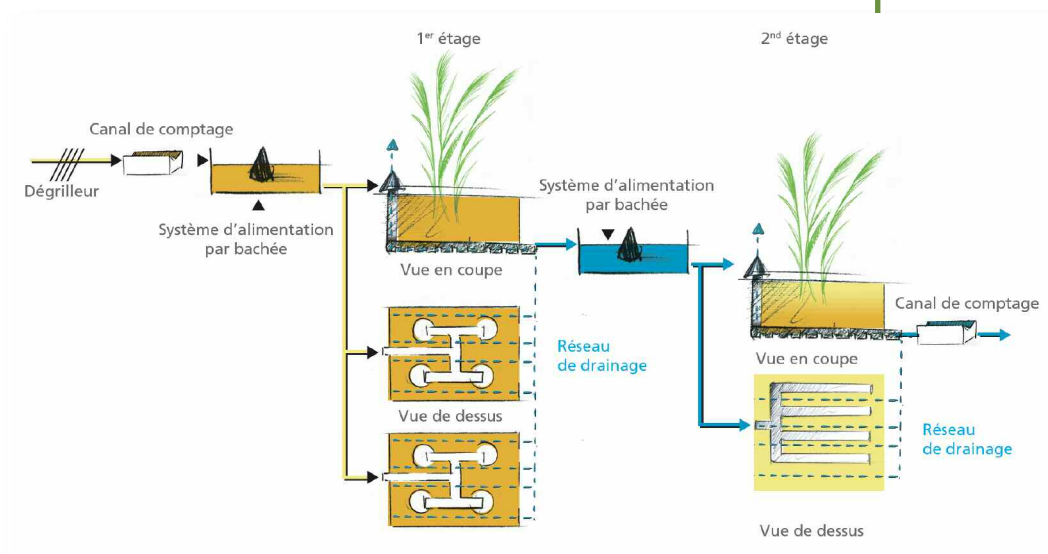 1er étage
2nd étage
Canal de comptage
Dégrilleur
Système d'alimentation
par bachée
Système d'alimentation
par bachée
Vue en coupe
Canal de comptage
Réseau
de drainage
Vue en coupe
Vue de dessus
Réseau
de drainage
Vue de dessus